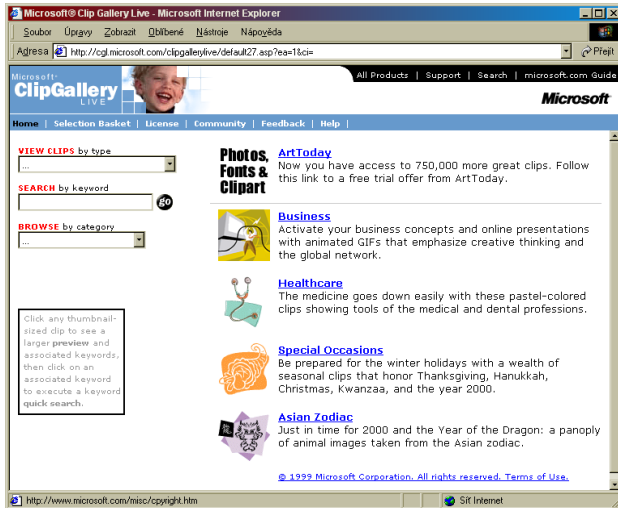 Microsoft® Clip Gallery Live - Microsoft Internet Explorer
Soubor Úpravy Zobrazit Oblíbené Nástroje Nápověda
Adresa http://cgl.microsoft.com/clipgallerylive/default27.asp?ea=1&ci= Přejít
All Products | Support | Search | microsoft.com Guide
Microsoft·
ClipGallery
LIVE
Microsoft
Home | Selection Basket | License | Community | Feedback | Help |
VIEW CLIPS by type
...
SEARCH by keyword
go
BROWSE by category
...
Click any thumbnail-
sized clip to see a
larger preview and
associated keywords,
then click on an
associated keyword
to execute a keyword
quick search.
Photos,
Fonts &
Clipart
ArtToday
Now you have access to 750,000 more great clips. Follow
this link to a free trial offer from ArtToday.
Business
Activate your business concepts and online presentations
with animated GIFs that emphasize creative thinking and
the global network.
Healthcare
The medicine goes down easily with these pastel-colored
clips showing tools of the medical and dental professions.
Special Occasions
Be prepared for the winter holidays with a wealth of
seasonal clips that honor Thanksgiving, Hanukkah,
Christmas, Kwanzaa, and the year 2000.
Asian Zodiac
Just in time for 2000 and the Year of the Dragon: a panoply
of animal images taken from the Asian zodiac.
© 1999 Microsoft Corporation. All rights reserved. Terms of Use.
http://www.microsoft.com/misc/cpyright.htm
Síť Internet